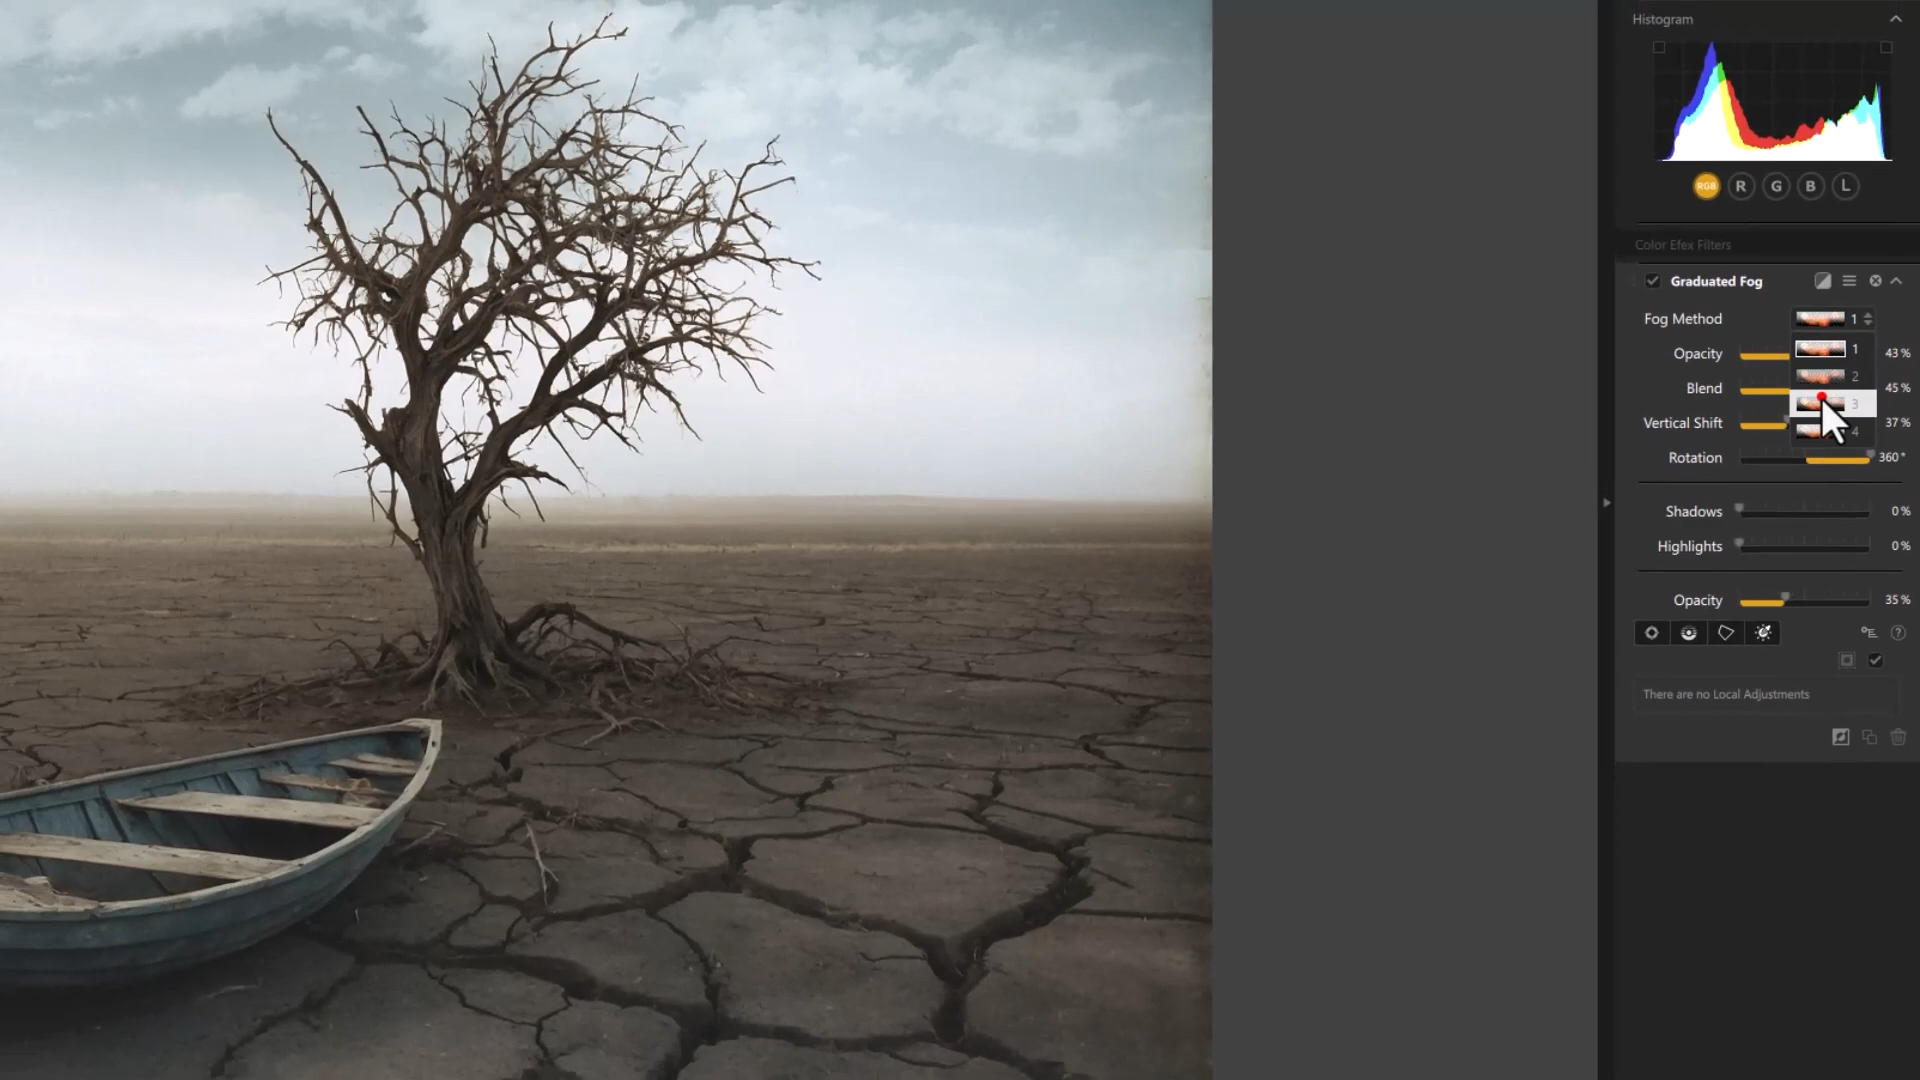 Histogram
RGB R G B L
Color Efex Filters
Graduated Fog
Fog Method 1
1
Opacity 43 %
2
Blend 45 %
3
Vertical Shift 37 %
4
Rotation 360°
Shadows 0 %
Highlights 0 %
Opacity 35 %
?
There are no Local Adjustments